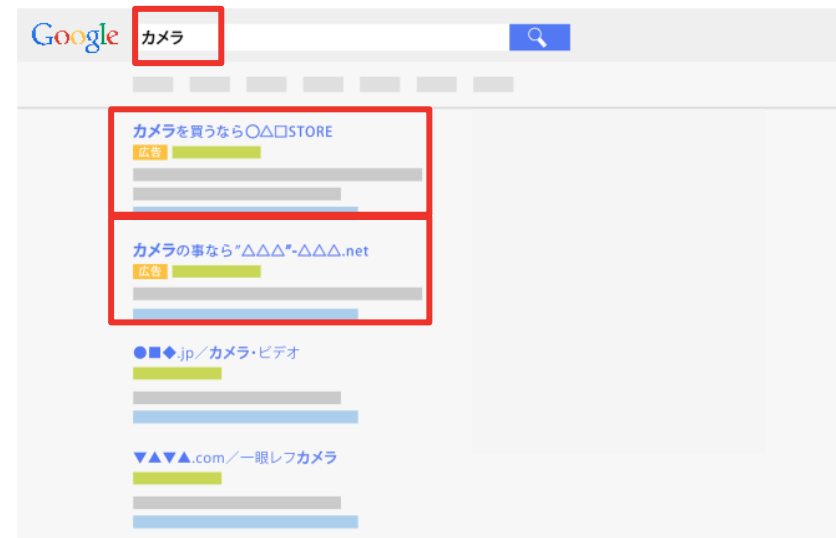 Google カメラ
カメラを買うなら〇△□STORE
広告
カメラの事なら"△△△"-△△△.net
広告
●■◆.jp／カメラ・ビデオ
▼▲▼▲.com／一眼レフカメラ